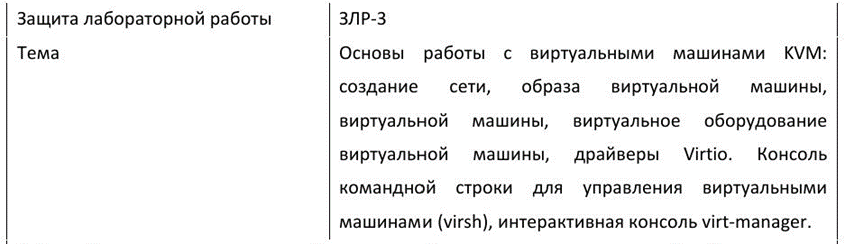 Защита лабораторной работы ЗЛР-3
Тема Основы работы с виртуальными машинами KVM:
создание сети, образа виртуальной машины,
виртуальной машины, виртуальное оборудование
виртуальной машины, драйверы Virtio. Консоль
командной строки для управления виртуальными
машинами (virsh), интерактивная консоль virt-manager.